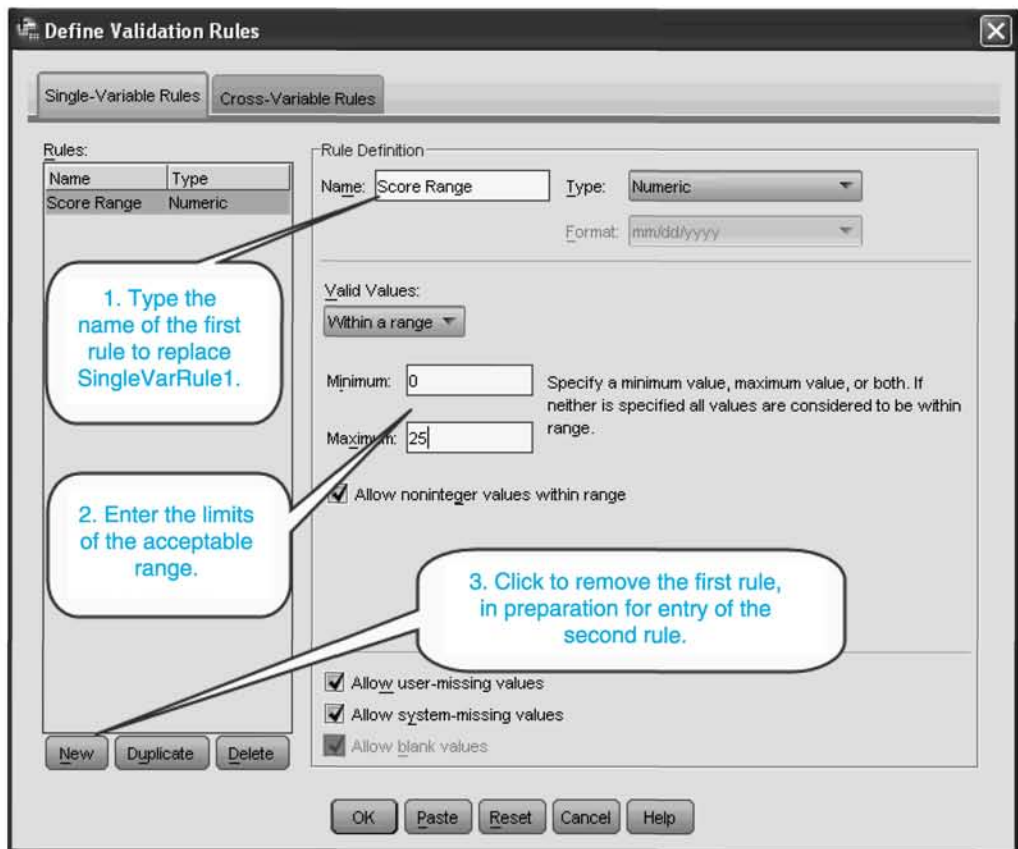 Define Validation Rules
Single-Variable Rules
Cross-Variable Rules
Rules:
Name Type
Score Range Numeric
Rule Definition
Name: Score Range Type: Numeric
Format: mm/dd/yyyy
1. Type the
name of the first
rule to replace
SingleVarRule1.
Valid Values:
Within a range
Minimum: 0
Maximum: 25
Specify a minimum value, maximum value, or both. If
neither is specified all values are considered to be within
range.
Allow noninteger values within range
2. Enter the limits
of the acceptable
range.
3. Click to remove the first rule,
in preparation for entry of the
second rule.
Allow user-missing values
Allow system-missing values
Allow blank values
New Duplicate Delete
OK Paste Reset Cancel Help